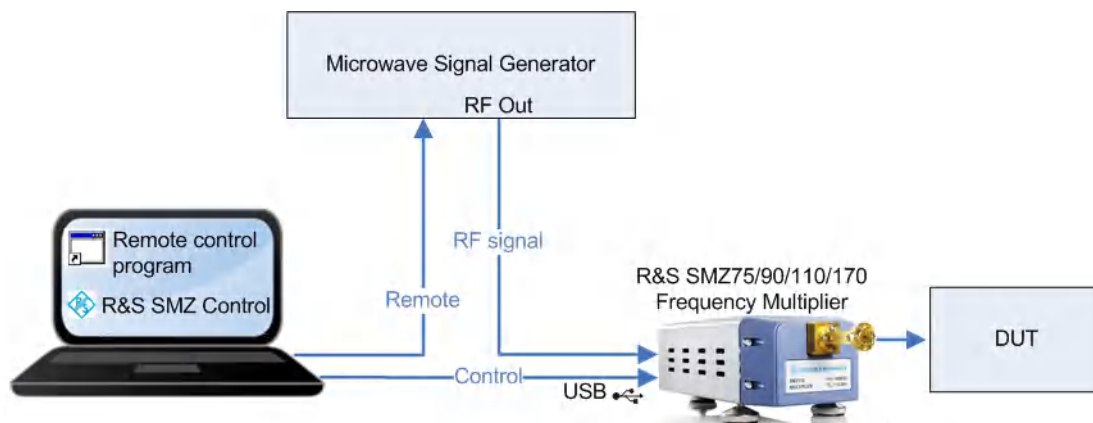 Microwave Signal Generator
RF Out
Remote control
program
R&S SMZ Control
RF signal
Remote
R&S SMZ75/90/110/170
Frequency Multiplier
DUT
Control
USB